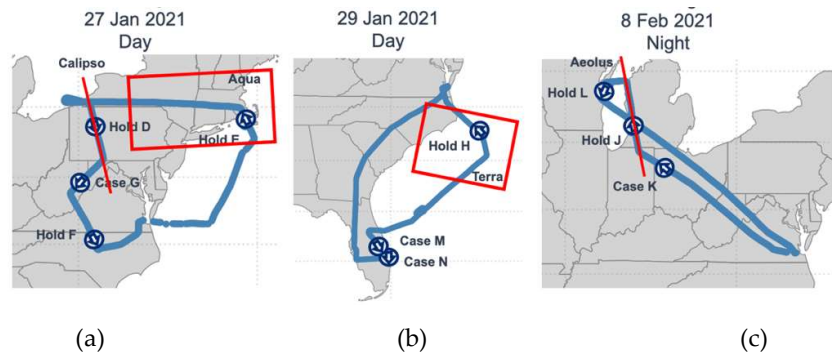 27 Jan 2021
Day
Calipso
Aqua
Hold D
Hold E
Case G
Hold F
(a)
29 Jan 2021
Day
Hold H
Terra
Case M
Case N
(b)
8 Feb 2021
Night
Aeolus
Hold L
Hold J
Case K
(c)